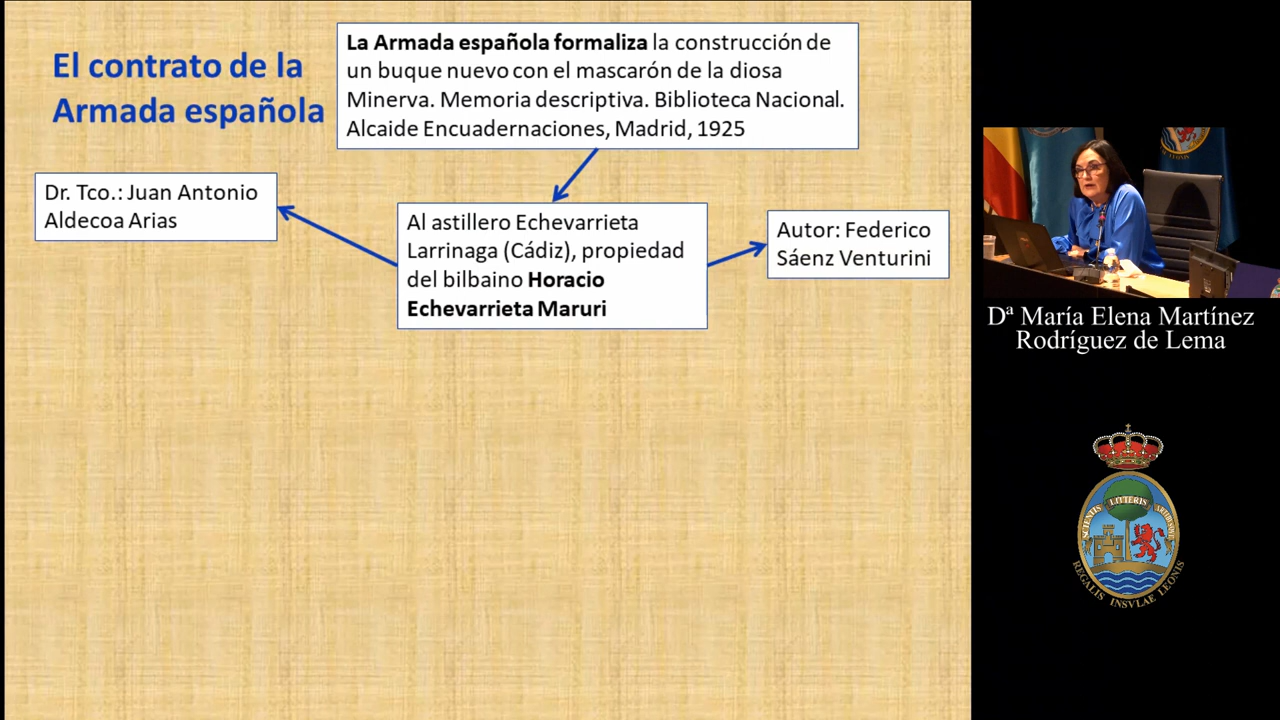 El contrato de la
Armada española
La Armada española formaliza la construcción de
un buque nuevo con el mascarón de la diosa
Minerva. Memoria descriptiva. Biblioteca Nacional.
Alcaide Encuadernaciones, Madrid, 1925
Dr. Tco.: Juan Antonio
Aldecoa Arias
Al astillero Echevarrieta
Larrinaga (Cádiz), propiedad
del bilbaino Horacio
Echevarrieta Maruri
Autor: Federico
Sáenz Venturini
Dª María Elena Martínez
Rodríguez de Lema
SCIENTIIS LITTERIS ARTIBUSQUE
REGALIS INSVLAE LEONIS